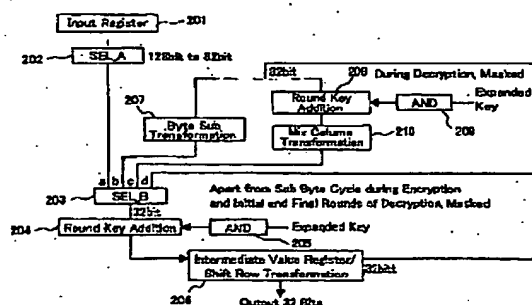 Input Register
201
202
SEL_A
128bit to 32bit
32bit
208
During Decryption, Masked
207
Round Key
Addition
AND
Expanded
Key
209
Byte Sub
Transformation
Mix Column
Transformation
210
a b c d
203
SEL_B
Apart from Sub Byte Cycle during Encryption
and Initial and Final Rounds of Decryption, Masked
32bit
204
Round Key Addition
AND
Expanded Key
205
Intermediate Value Register/
Shift Row Transformation
32bit
206
Output 32 Bits